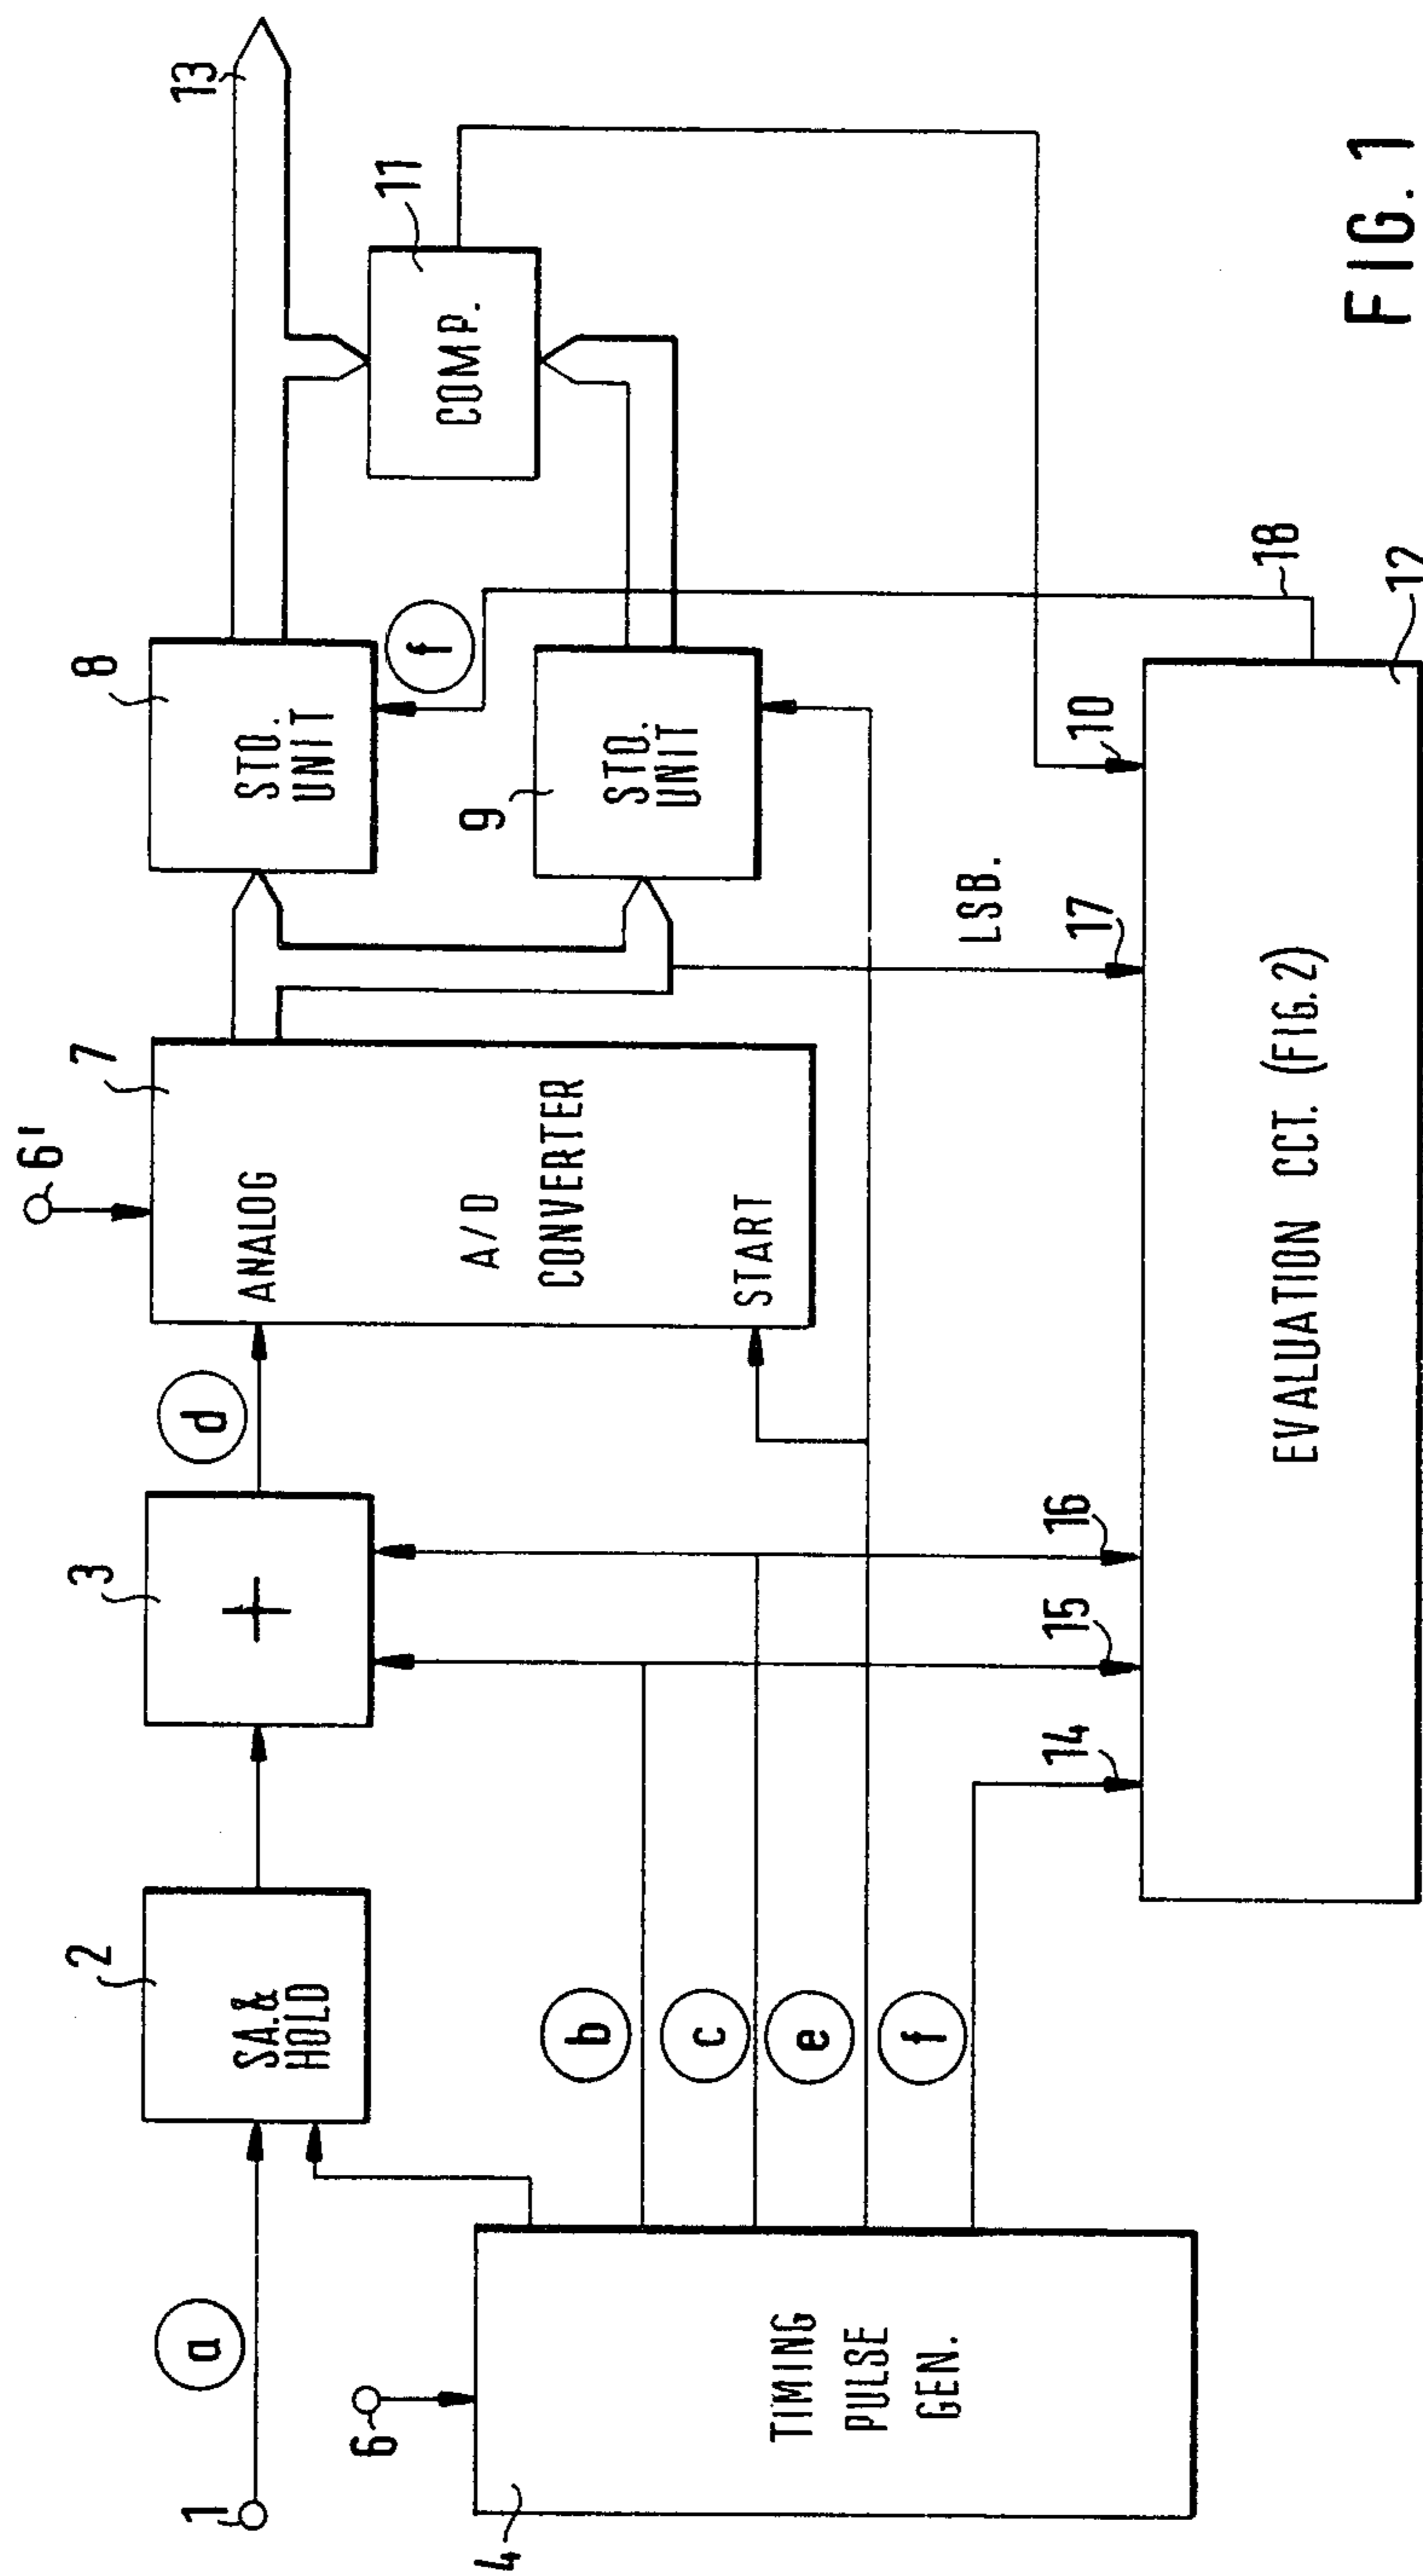 1
a
2
SA.&
HOLD
3
+
d
6'
7
ANALOG
A/D
CONVERTER
START
8
STO.
UNIT
f
9
STO.
UNIT
13
11
COMP.
6
4
TIMING
PULSE
GEN.
b
c
e
f
14
15
16
LSB.
17
10
18
EVALUATION CCT. (FIG.2)
12
FIG. 1